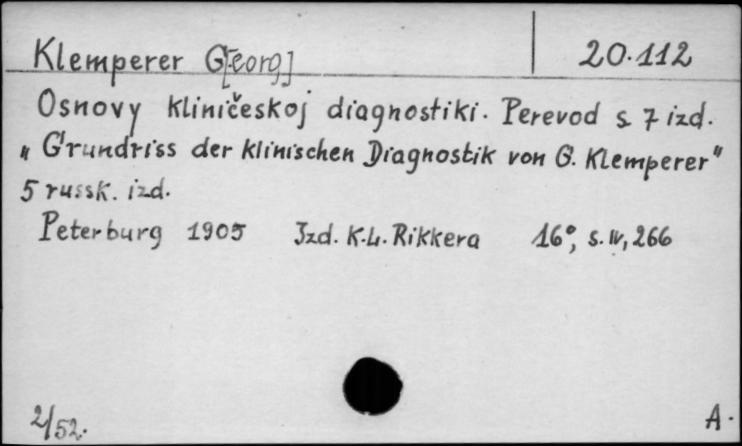 Klemperer G[eorg] 20.112
Osnovy kliničeskoj diagnostiki. Perevod s 7 izd.
„Grundriss der klinischen Diagnostik von G. Klemperer"
5 russk. izd.
Peterburg 1905 Izd. K.L. Rikkera 16°, s. IV, 266
2/52. A.